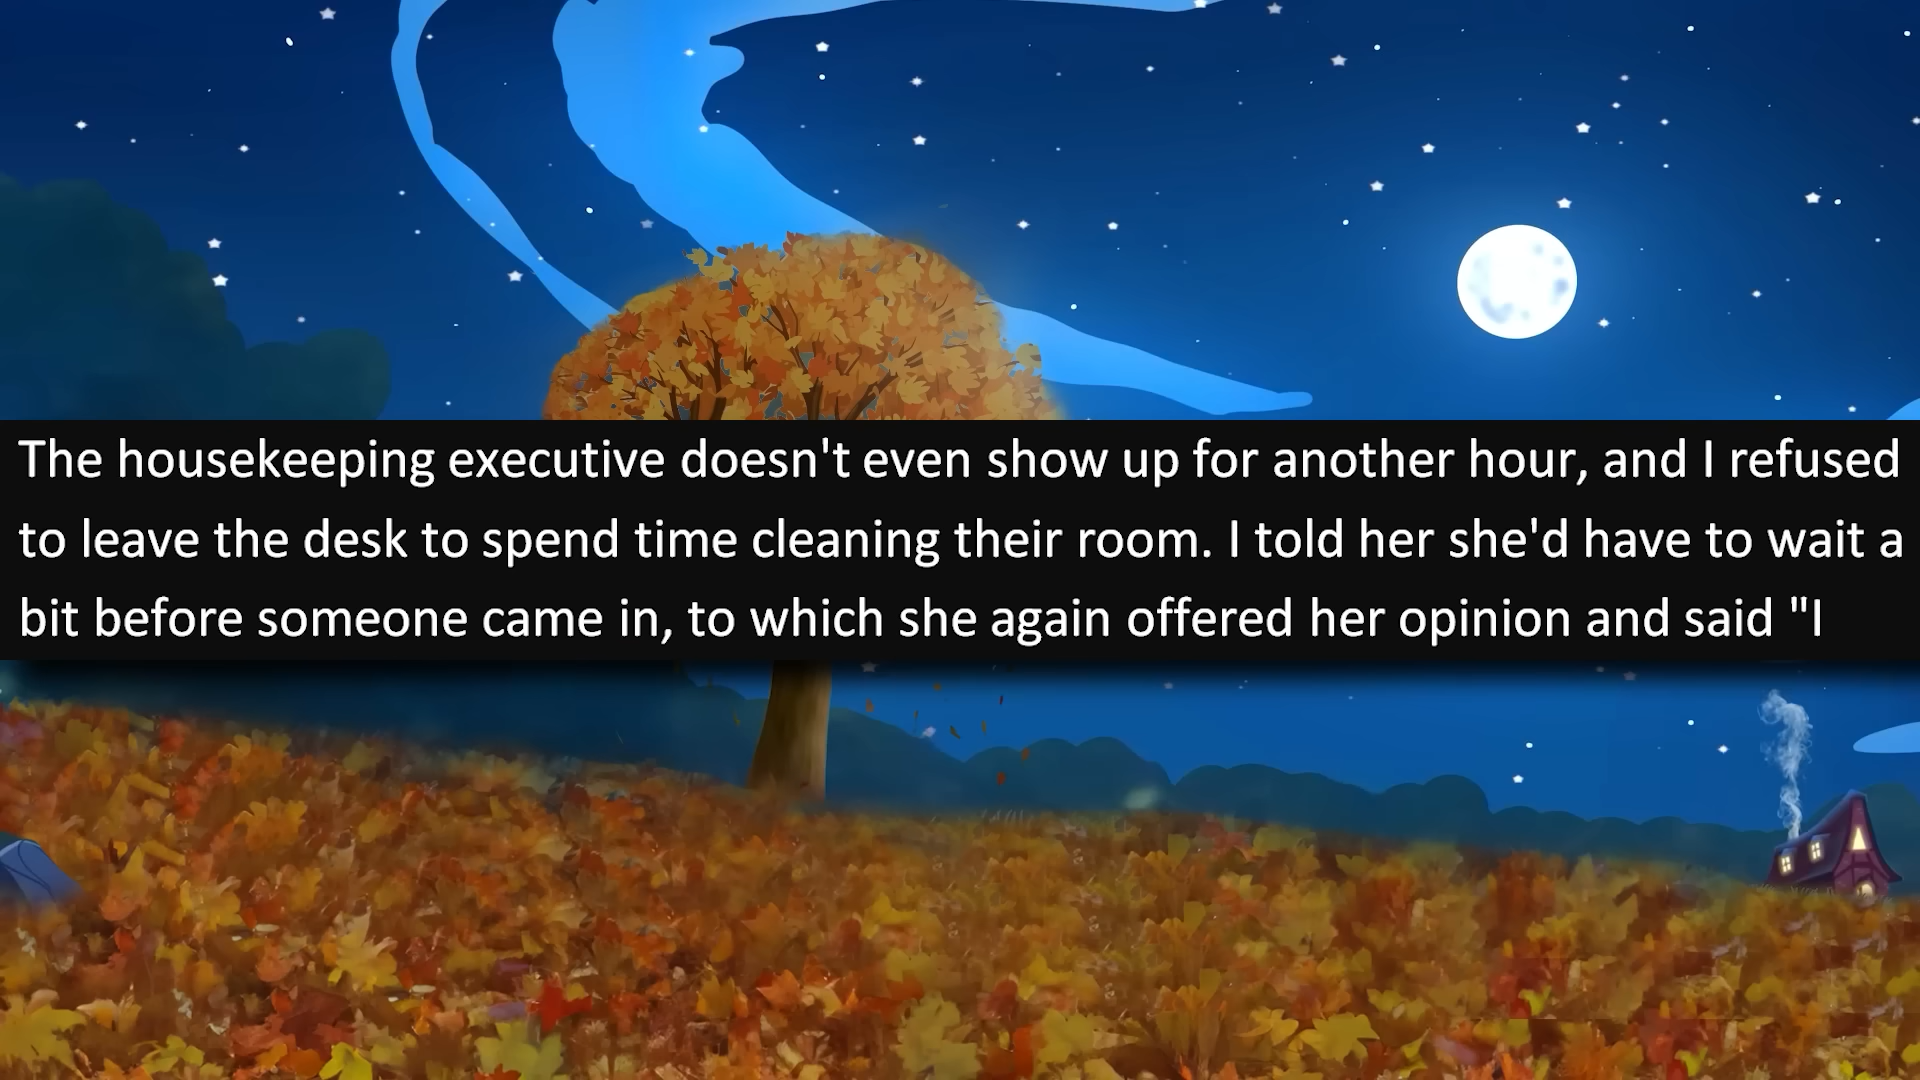 The housekeeping executive doesn't even show up for another hour, and I refused
to leave the desk to spend time cleaning their room. I told her she'd have to wait a
bit before someone came in, to which she again offered her opinion and said "I